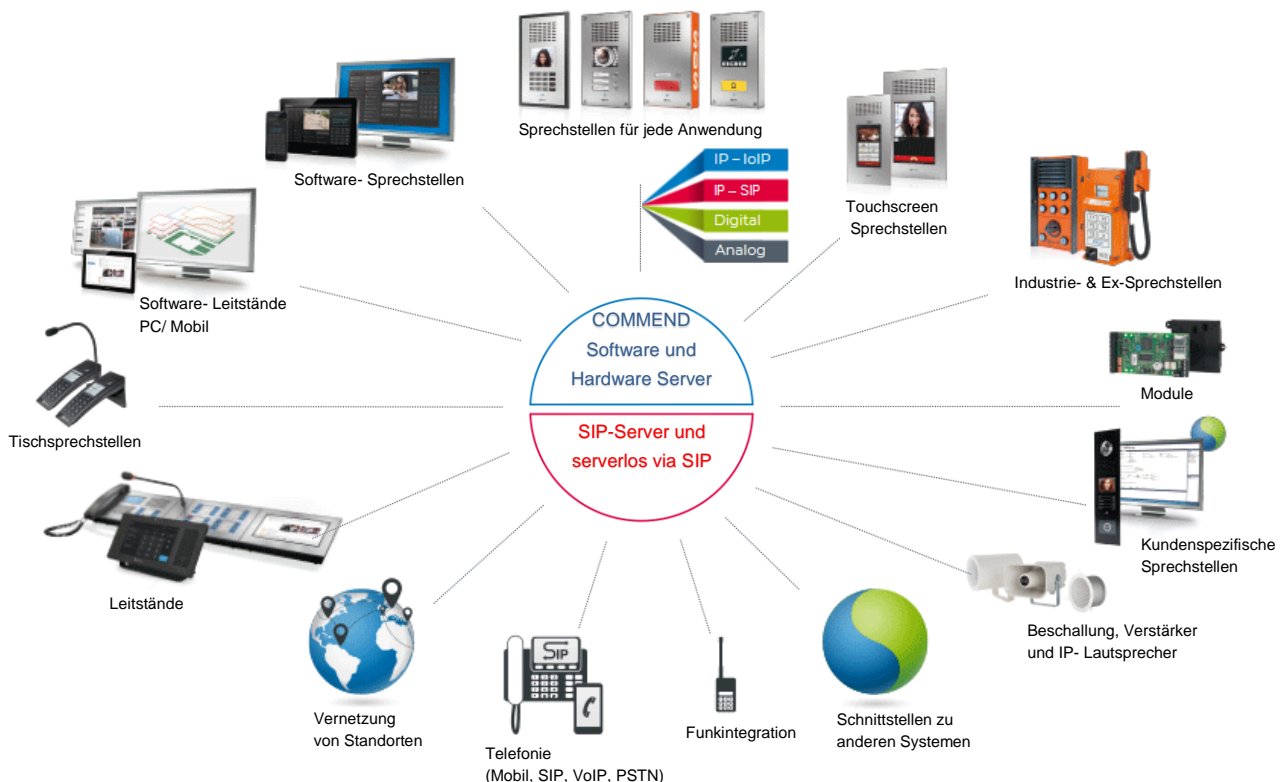 Sprechstellen für jede Anwendung
IP – IoIP
IP – SIP
Digital
Analog
Software- Sprechstellen
Touchscreen
Sprechstellen
Industrie- & Ex-Sprechstellen
Software- Leitstände
PC/ Mobil
COMMEND
Software und
Hardware Server
SIP-Server und
serverlos via SIP
Module
Tischsprechstellen
Kundenspezifische
Sprechstellen
Leitstände
Beschallung, Verstärker
und IP- Lautsprecher
Vernetzung
von Standorten
SIP
Telefonie
(Mobil, SIP, VoIP, PSTN)
Funkintegration
Schnittstellen zu
anderen Systemen
SOS